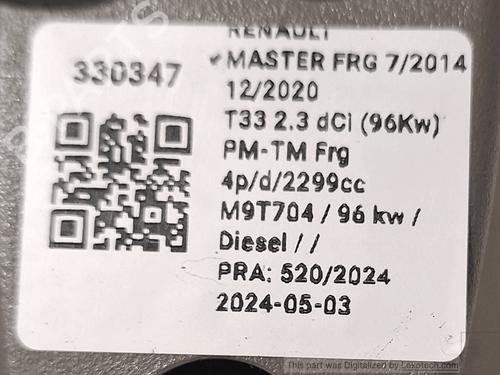 RENAULT
330347
✓MASTER FRG 7/2014
12/2020
T33 2.3 dCi (96Kw)
PM-TM Frg
4p/d/2299cc
M9T704 / 96 kw /
Diesel / /
PRA: 520/2024
2024-05-03
This part was Digitalized by Lexotech.com